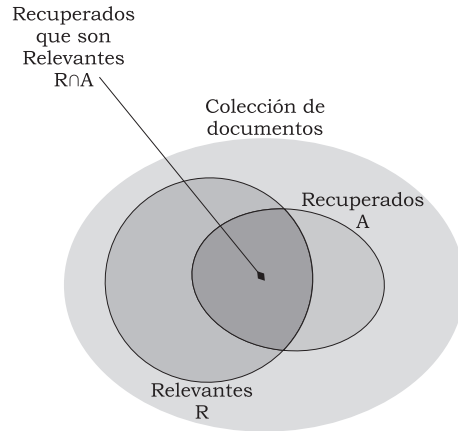 Recuperados
que son
Relevantes
R∩A
Colección de
documentos
Recuperados
A
Relevantes
R